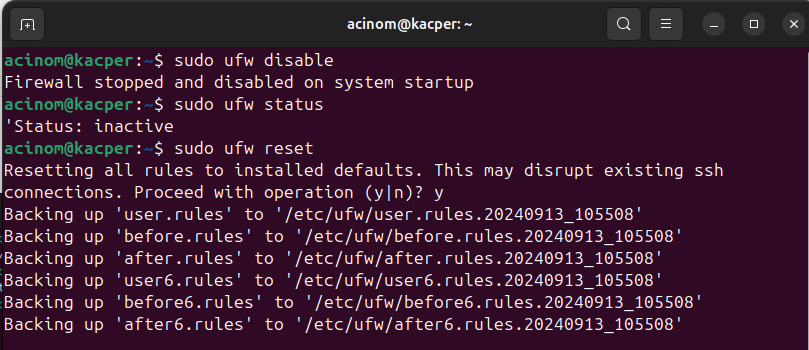 acinom@kacper: ~
acinom@kacper:~$ sudo ufw disable
Firewall stopped and disabled on system startup
acinom@kacper:~$ sudo ufw status
'Status: inactive
acinom@kacper:~$ sudo ufw reset
Resetting all rules to installed defaults. This may disrupt existing ssh
connections. Proceed with operation (y|n)? y
Backing up 'user.rules' to '/etc/ufw/user.rules.20240913_105508'
Backing up 'before.rules' to '/etc/ufw/before.rules.20240913_105508'
Backing up 'after.rules' to '/etc/ufw/after.rules.20240913_105508'
Backing up 'user6.rules' to '/etc/ufw/user6.rules.20240913_105508'
Backing up 'before6.rules' to '/etc/ufw/before6.rules.20240913_105508'
Backing up 'after6.rules' to '/etc/ufw/after6.rules.20240913_105508'